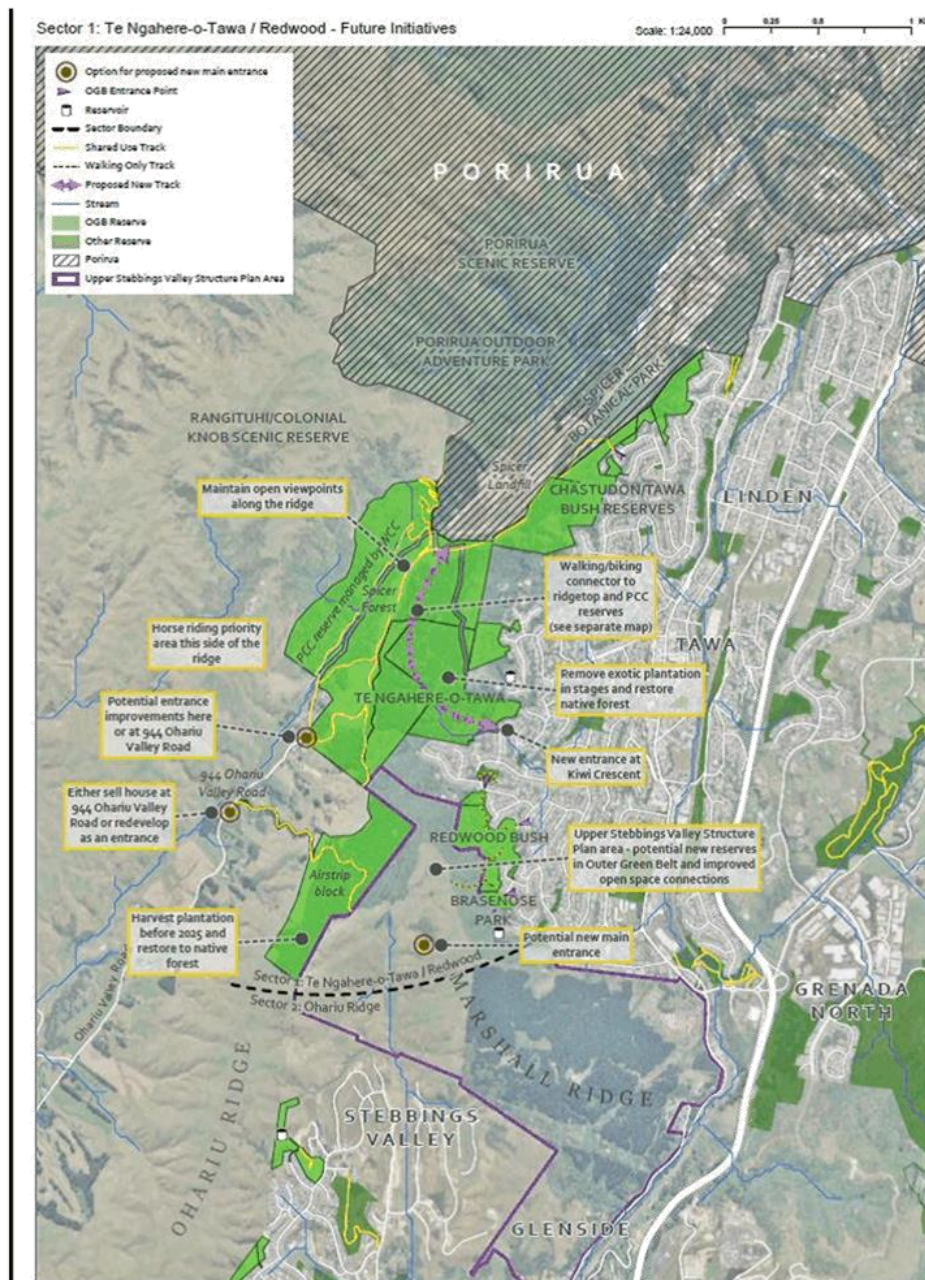 Sector 1: Te Ngahere-o-Tawa / Redwood - Future Initiatives
Scale: 1:24,000
0 0.25 0.5 1
Option for proposed new main entrance
OGB Entrance Point
Reservoir
Sector Boundary
Shared Use Track
Walking Only Track
Proposed New Track
Stream
OGB Reserve
Other Reserve
Porirua
Upper Stebbings Valley Structure Plan Area
PORIRUA
PORIRUA
SCENIC RESERVE
PORIRUA OUTDOOR
ADVENTURE PARK
SPICER
BOTANICAL PARK
RANGITUHI/COLONIAL
KNOB SCENIC RESERVE
Spicer
Landfill
Maintain open viewpoints
along the ridge
CHASTUDON/TAWA
BUSH RESERVES
LINDEN
PCC reserve managed by WCC
Spicer
Forest
Walking/biking
connector to
ridgetop and PCC
reserves
(see separate map)
Horse riding priority
area this side of the
ridge
TAWA
Remove exotic plantation
in stages and restore
native forest
TE NGAHERE-O-TAWA
Potential entrance
improvements here
or at 944 Ohariu
Valley Road
New entrance at
Kiwi Crescent
944 Ohariu
Valley Road
Either sell house at
944 Ohariu Valley
Road or redevelop
as an entrance
REDWOOD BUSH
Upper Stebbings Valley Structure
Plan area - potential new reserves
in Outer Green Belt and improved
open space connections
Airstrip
block
BRASENOSE
PARK
Harvest plantation
before 2025 and
restore to native
forest
Potential new main
entrance
Sector 1: Te Ngahere-o-Tawa / Redwood
Sector 2: Ohariu Ridge
Ohariu Valley Road
GRENADA
NORTH
MARSHALL RIDGE
OHARIU RIDGE
STEBBINGS
VALLEY
GLENSIDE